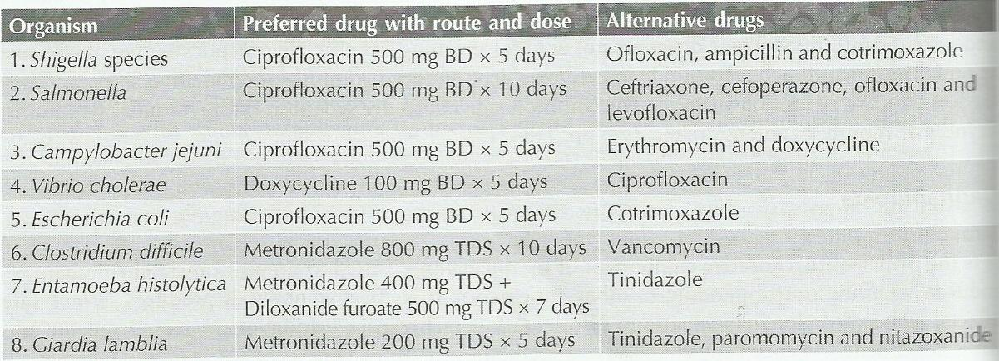 Organism Preferred drug with route and dose Alternative drugs
1. Shigella species Ciprofloxacin 500 mg BD × 5 days Ofloxacin, ampicillin and cotrimoxazole
2. Salmonella Ciprofloxacin 500 mg BD × 10 days Ceftriaxone, cefoperazone, ofloxacin and
levofloxacin
3. Campylobacter jejuni Ciprofloxacin 500 mg BD × 5 days Erythromycin and doxycycline
4. Vibrio cholerae Doxycycline 100 mg BD × 5 days Ciprofloxacin
5. Escherichia coli Ciprofloxacin 500 mg BD × 5 days Cotrimoxazole
6. Clostridium difficile Metronidazole 800 mg TDS × 10 days Vancomycin
7. Entamoeba histolytica Metronidazole 400 mg TDS + Tinidazole
Diloxanide furoate 500 mg TDS × 7 days
8. Giardia lamblia Metronidazole 200 mg TDS × 5 days Tinidazole, paromomycin and nitazoxanide